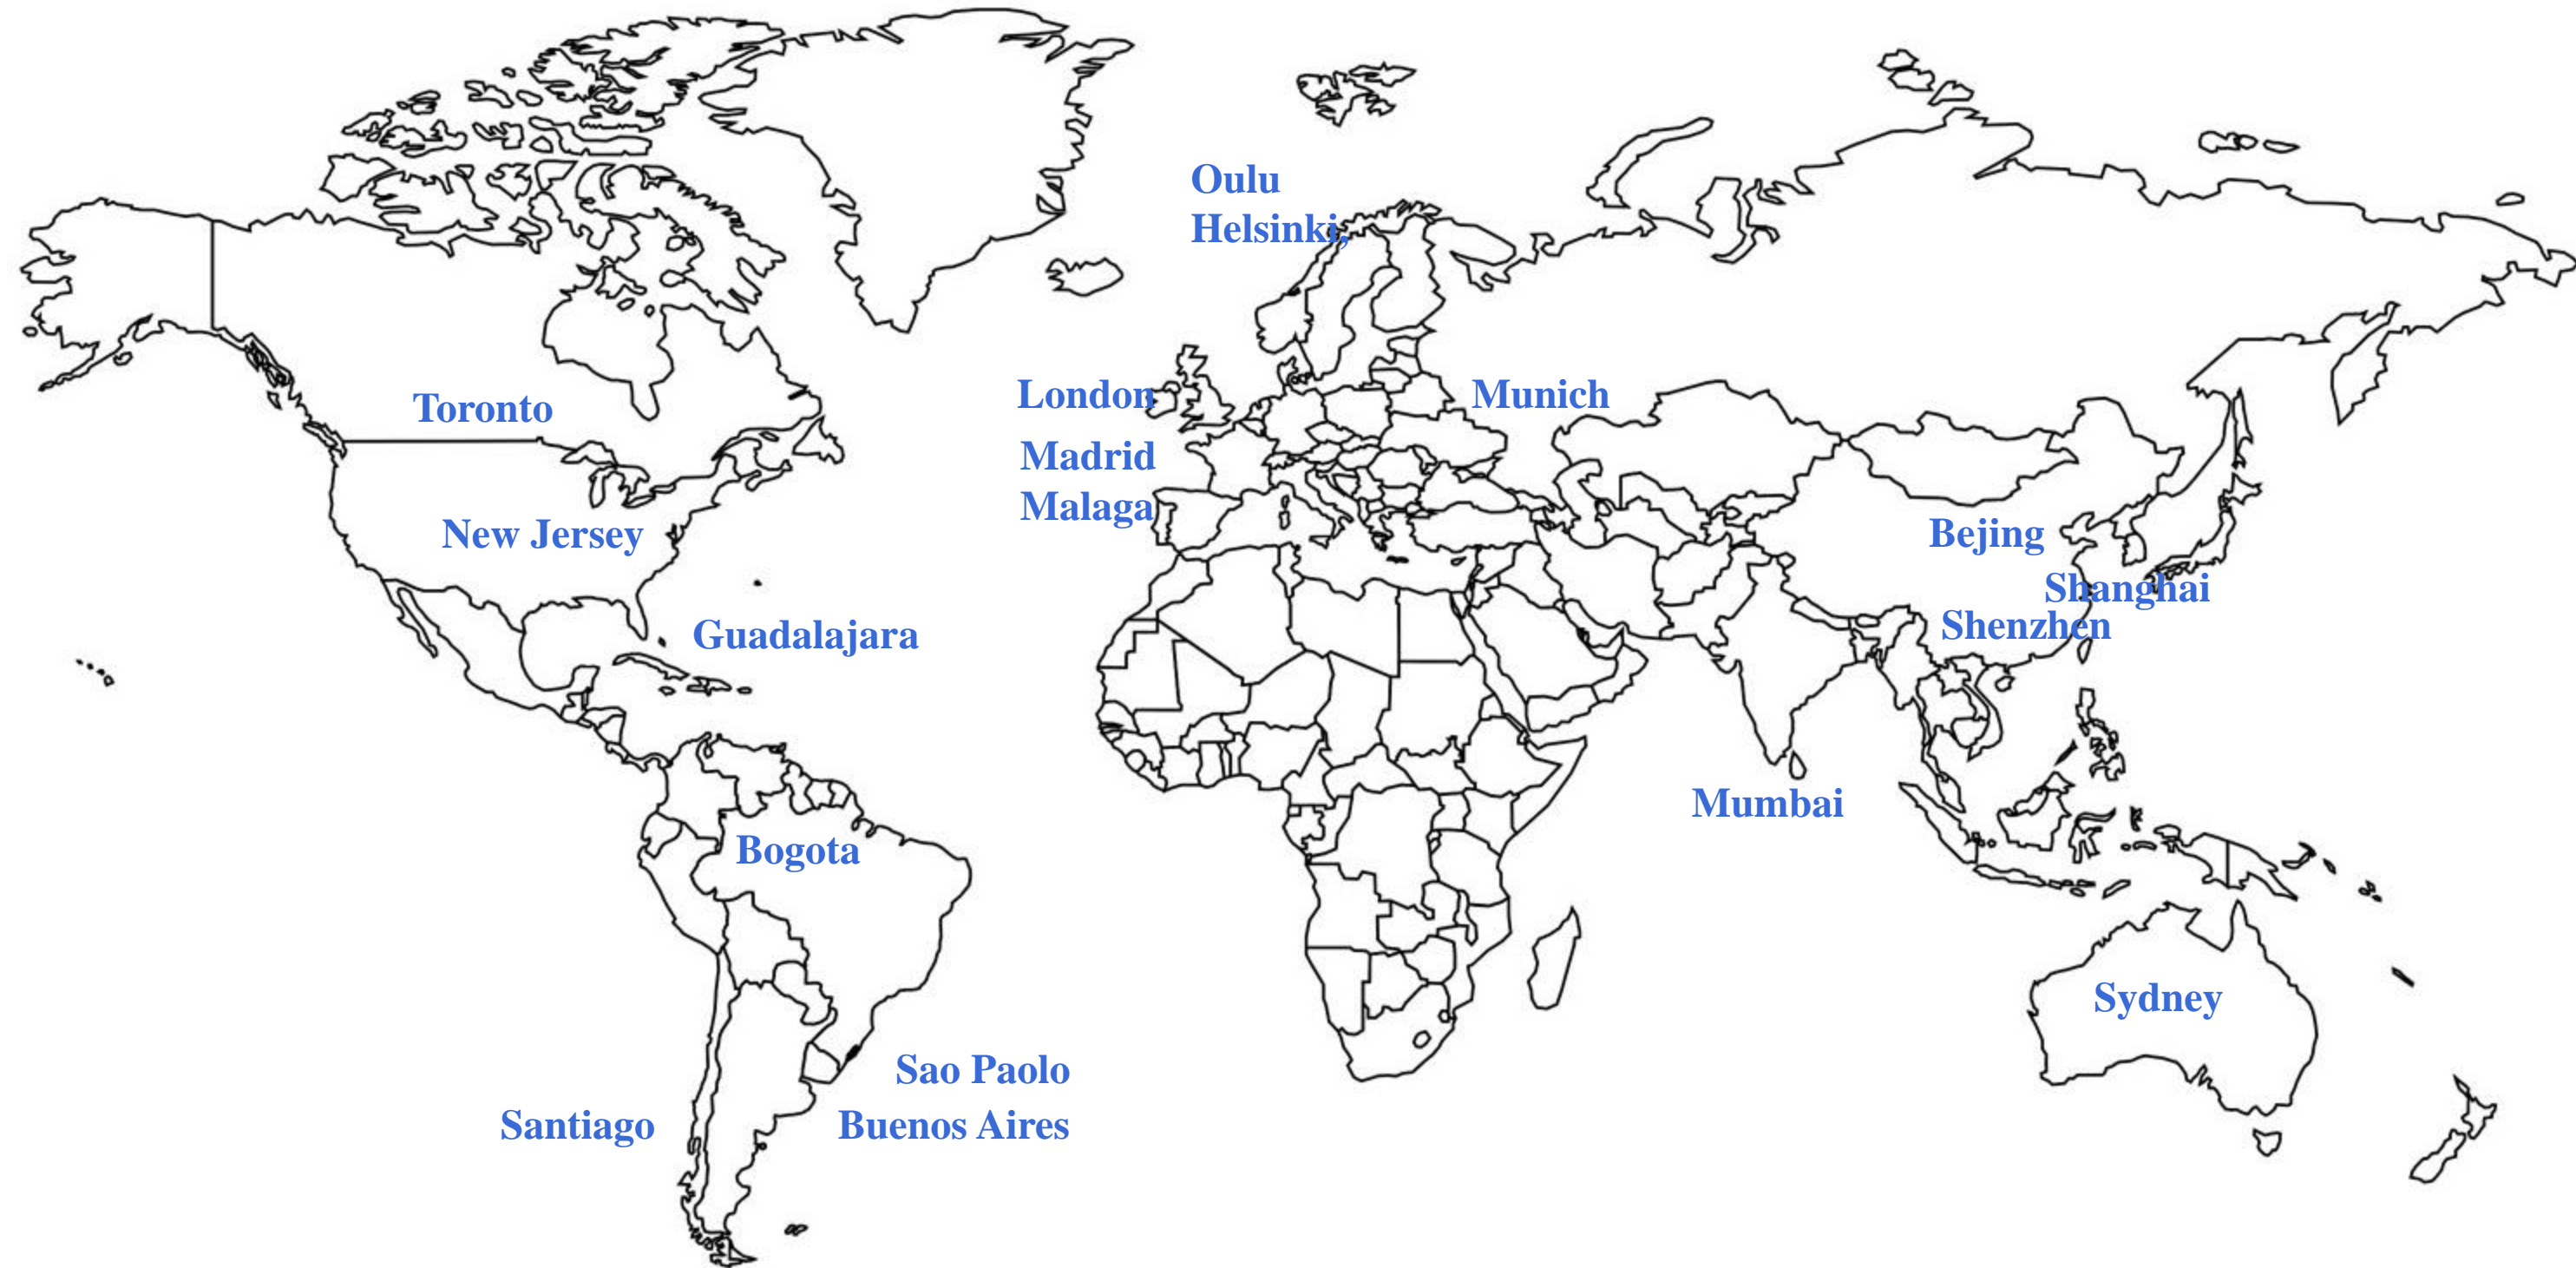 Oulu
Helsinki,
London
Munich
Toronto
Madrid
Malaga
New Jersey
Bejing
Shanghai
Shenzhen
Guadalajara
Mumbai
Bogota
Sydney
Sao Paolo
Santiago
Buenos Aires